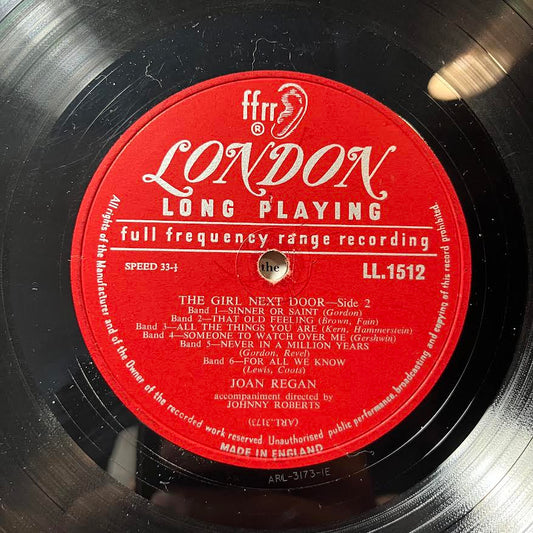 ffrr
®
LONDON
LONG PLAYING
full frequency range recording
SPEED 33⅓
the
LL.1512
THE GIRL NEXT DOOR—Side 2
Band 1—SINNER OR SAINT (Gordon)
Band 2—THAT OLD FEELING (Brown, Fain)
Band 3—ALL THE THINGS YOU ARE (Kern, Hammerstein)
Band 4—SOMEONE TO WATCH OVER ME (Gershwin)
Band 5—NEVER IN A MILLION YEARS
(Gordon, Revel)
Band 6—FOR ALL WE KNOW
(Lewis, Coots)
JOAN REGAN
accompaniment directed by
JOHNNY ROBERTS
(ARL.3173)
All rights of the Manufacturer and of the Owner of the recorded work reserved Unauthorised public performance, broadcasting and copying of this record prohibited
MADE IN ENGLAND
ARL-3173-1E